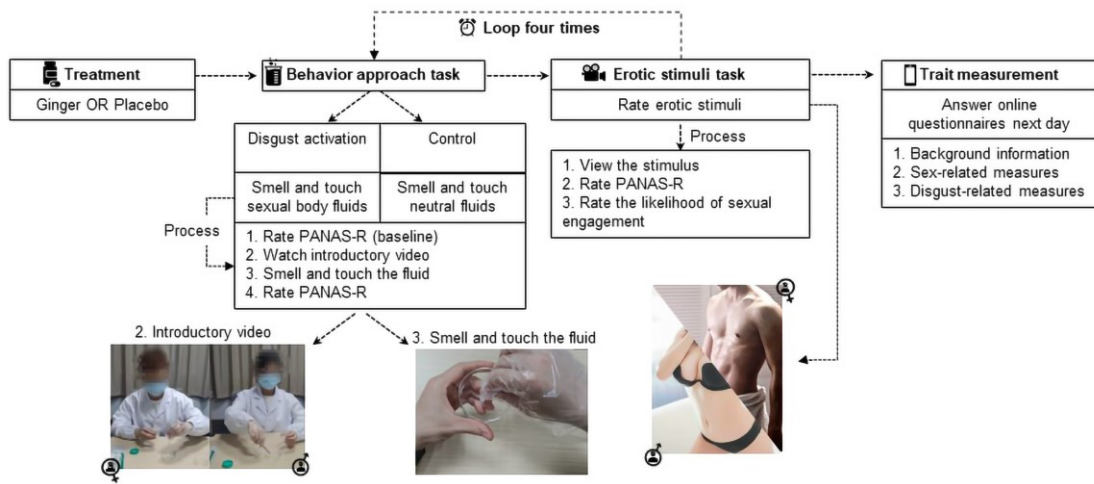 Loop four times
Treatment
Ginger OR Placebo
Behavior approach task
Erotic stimuli task
Rate erotic stimuli
Trait measurement
Answer online
questionnaires next day
1. Background information
2. Sex-related measures
3. Disgust-related measures
Disgust activation
Control
Smell and touch
sexual body fluids
Smell and touch
neutral fluids
Process
1. Rate PANAS-R (baseline)
2. Watch introductory video
3. Smell and touch the fluid
4. Rate PANAS-R
Process
1. View the stimulus
2. Rate PANAS-R
3. Rate the likelihood of sexual
engagement
2. Introductory video
3. Smell and touch the fluid